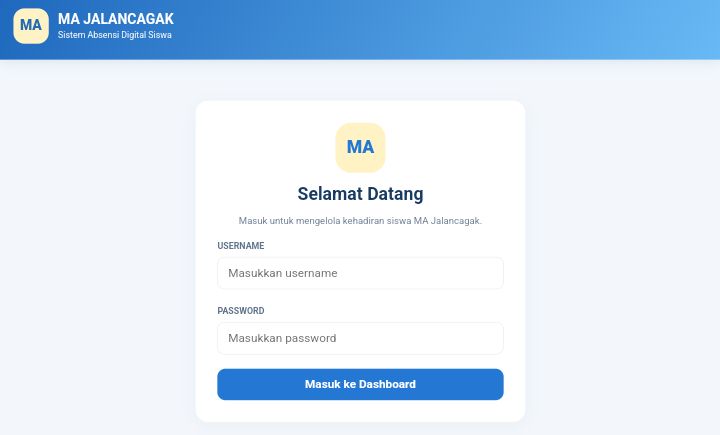 MA
MA JALANCAGAK
Sistem Absensi Digital Siswa
MA
Selamat Datang
Masuk untuk mengelola kehadiran siswa MA Jalancagak.
USERNAME
Masukkan username
PASSWORD
Masukkan password
Masuk ke Dashboard